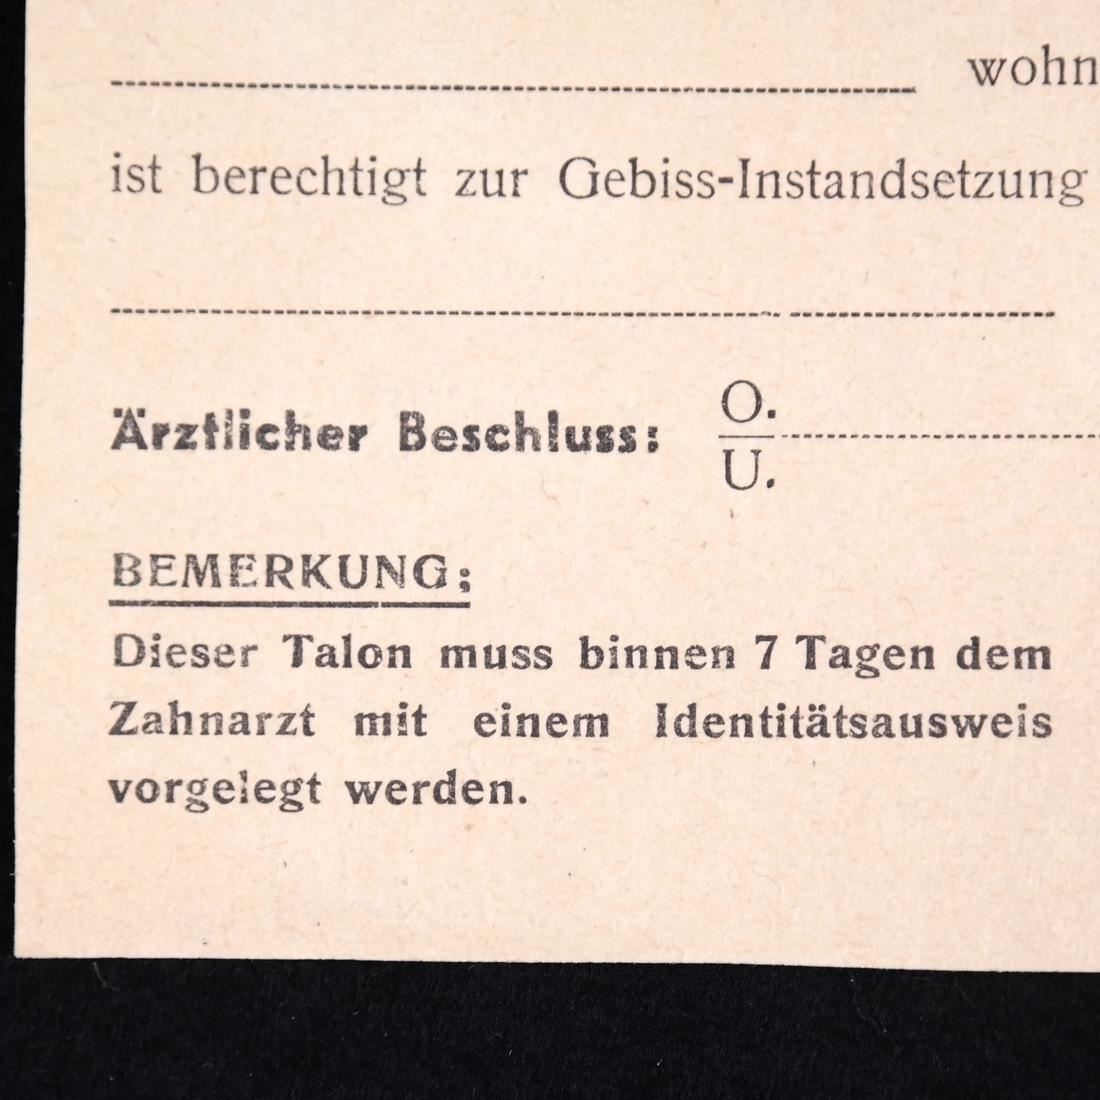 wohn
ist berechtigt zur Gebiss-Instandsetzung
Ärztlicher Beschluss:
O.
U.
BEMERKUNG:
Dieser Talon muss binnen 7 Tagen dem
Zahnarzt mit einem Identitätsausweis
vorgelegt werden.